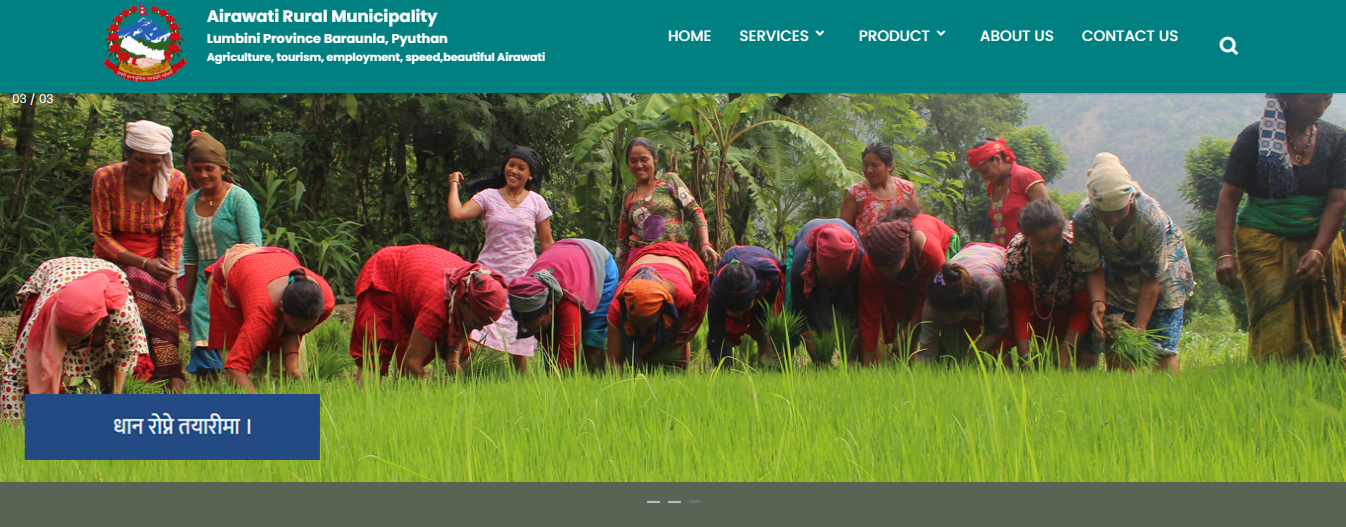 Airawati Rural Municipality
Lumbini Province Baraunla, Pyuthan
Agriculture, tourism, employment, speed,beautiful Airawati
HOME SERVICES PRODUCT ABOUT US CONTACT US
03 / 03
धान रोप्ने तयारीमा ।